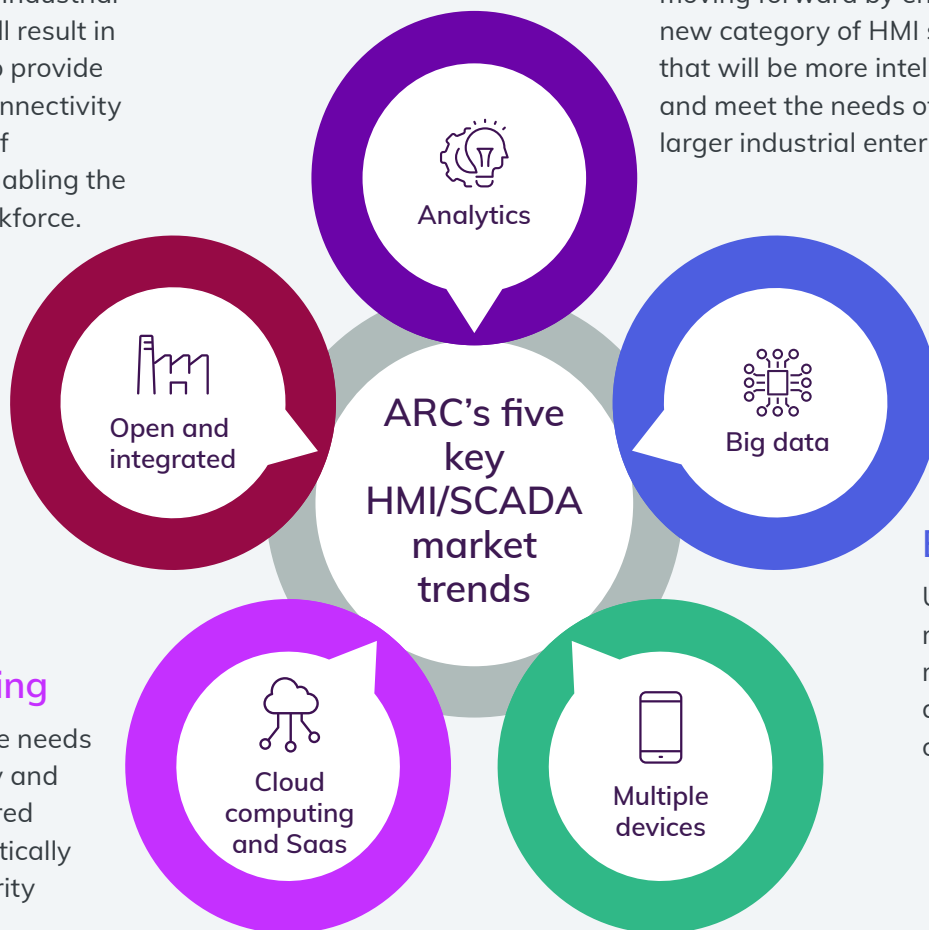 ll result in
o provide
nnectivity
f
abling the
kforce.
new category of HMI s
that will be more intel
and meet the needs of
larger industrial enter
Analytics
Open and
integrated
ARC's five
key
HMI/SCADA
market
trends
Big data
ing
e needs
y and
red
tically
rity
Cloud
computing
and Saas
Multiple
devices